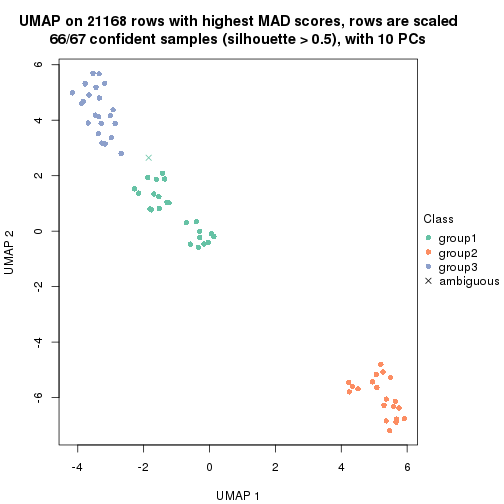 UMAP on 21168 rows with highest MAD scores, rows are scaled
66/67 confident samples (silhouette > 0.5), with 10 PCs
6
4
2
0
-2
-4
-6
UMAP 2
-4
-2
0
2
4
6
UMAP 1
Class
group1
group2
group3
ambiguous